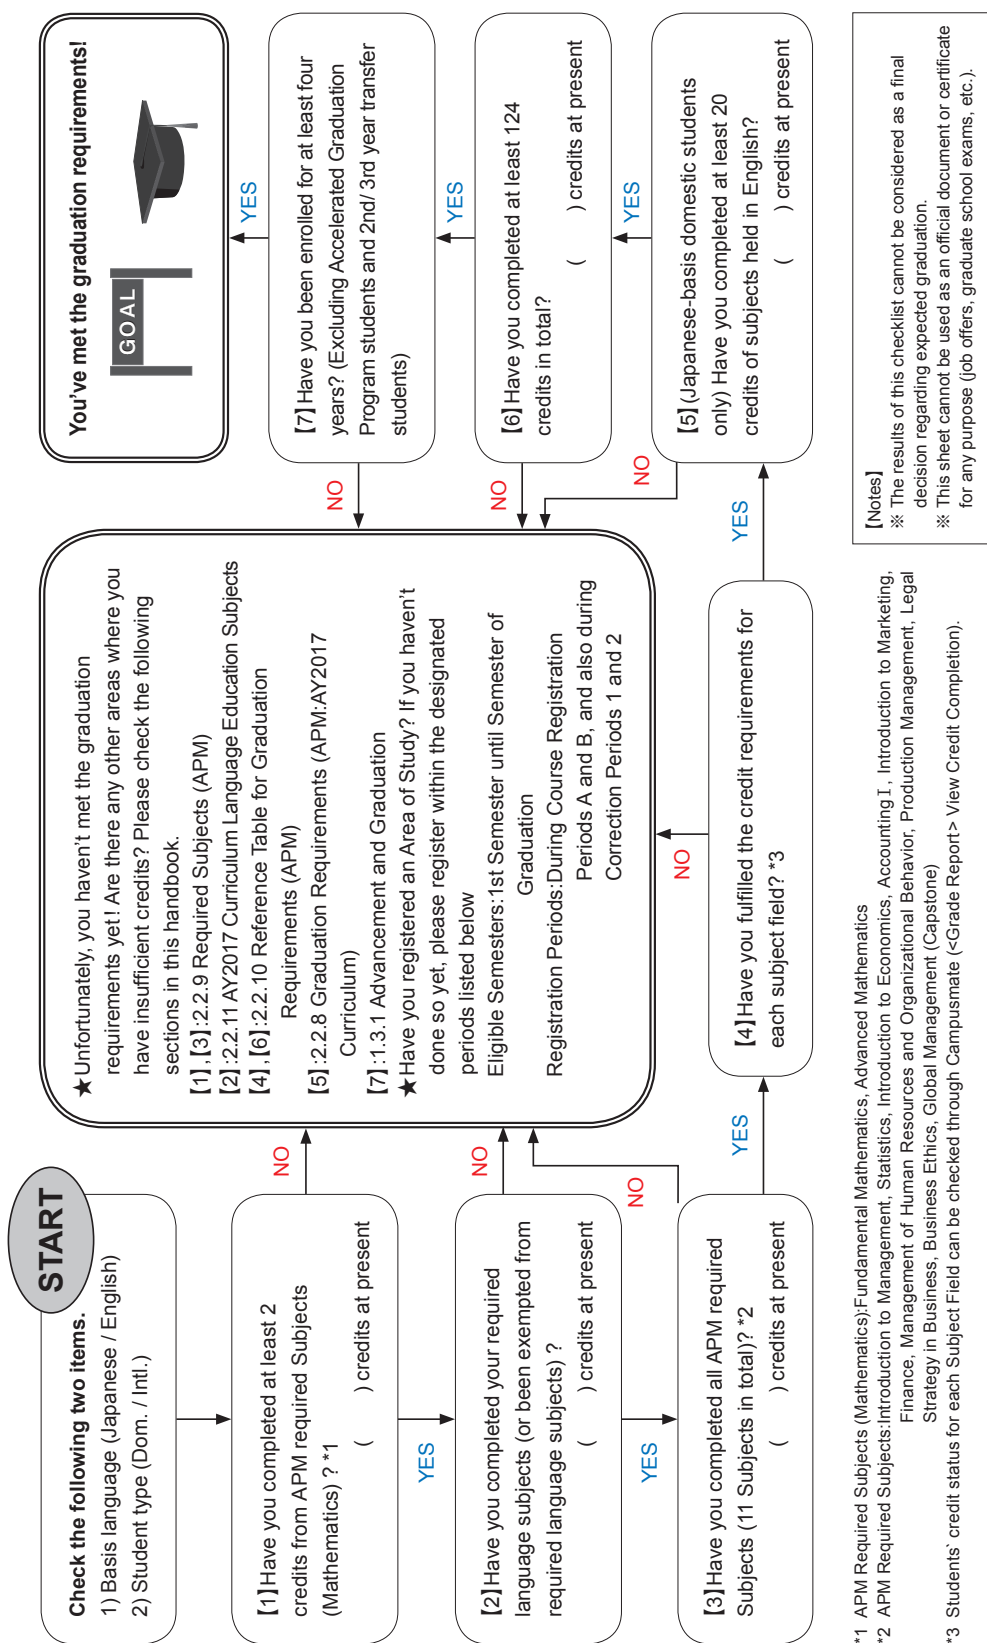 START
Check the following two items.
1) Basis language (Japanese / English)
2) Student type (Dom. / Intl.)
【1】Have you completed at least 2
credits from APM required Subjects
(Mathematics) ? *1
( ) credits at present
NO
YES
【2】Have you completed your required
language subjects (or been exempted from
required language subjects) ?
( ) credits at present
NO
YES
【3】Have you completed all APM required
Subjects (11 Subjects in total)? *2
( ) credits at present
NO
YES
★Unfortunately, you haven't met the graduation
requirements yet! Are there any other areas where you
have insufficient credits? Please check the following
sections in this handbook.
【1】,【3】:2.2.9 Required Subjects (APM)
【2】:2.2.11 AY2017 Curriculum Language Education Subjects
【4】,【6】:2.2.10 Reference Table for Graduation
Requirements (APM)
【5】:2.2.8 Graduation Requirements (APM:AY2017
Curriculum)
【7】:1.3.1 Advancement and Graduation
★Have you registered an Area of Study? If you haven't
done so yet, please register within the designated
periods listed below
Eligible Semesters:1st Semester until Semester of
Graduation
Registration Periods:During Course Registration
Periods A and B, and also during
Correction Periods 1 and 2
NO
【4】Have you fulfilled the credit requirements for
each subject field? *3
YES
【5】(Japanese-basis domestic students
only) Have you completed at least 20
credits of subjects held in English?
( ) credits at present
NO
YES
【6】Have you completed at least 124
credits in total?
( ) credits at present
NO
YES
【7】Have you been enrolled for at least four
years? (Excluding Accelerated Graduation
Program students and 2nd/ 3rd year transfer
students)
NO
YES
You've met the graduation requirements!
GOAL
*1 APM Required Subjects (Mathematics):Fundamental Mathematics, Advanced Mathematics
*2 APM Required Subjects:Introduction to Management, Statistics, Introduction to Economics, Accounting I, Introduction to Marketing,
Finance, Management of Human Resources and Organizational Behavior, Production Management, Legal
Strategy in Business, Business Ethics, Global Management (Capstone)
*3 Students` credit status for each Subject Field can be checked through Campusmate (<Grade Report> View Credit Completion).
【Notes】
※ The results of this checklist cannot be considered as a final
decision regarding expected graduation.
※ This sheet cannot be used as an official document or certificate
for any purpose (job offers, graduate school exams, etc.).